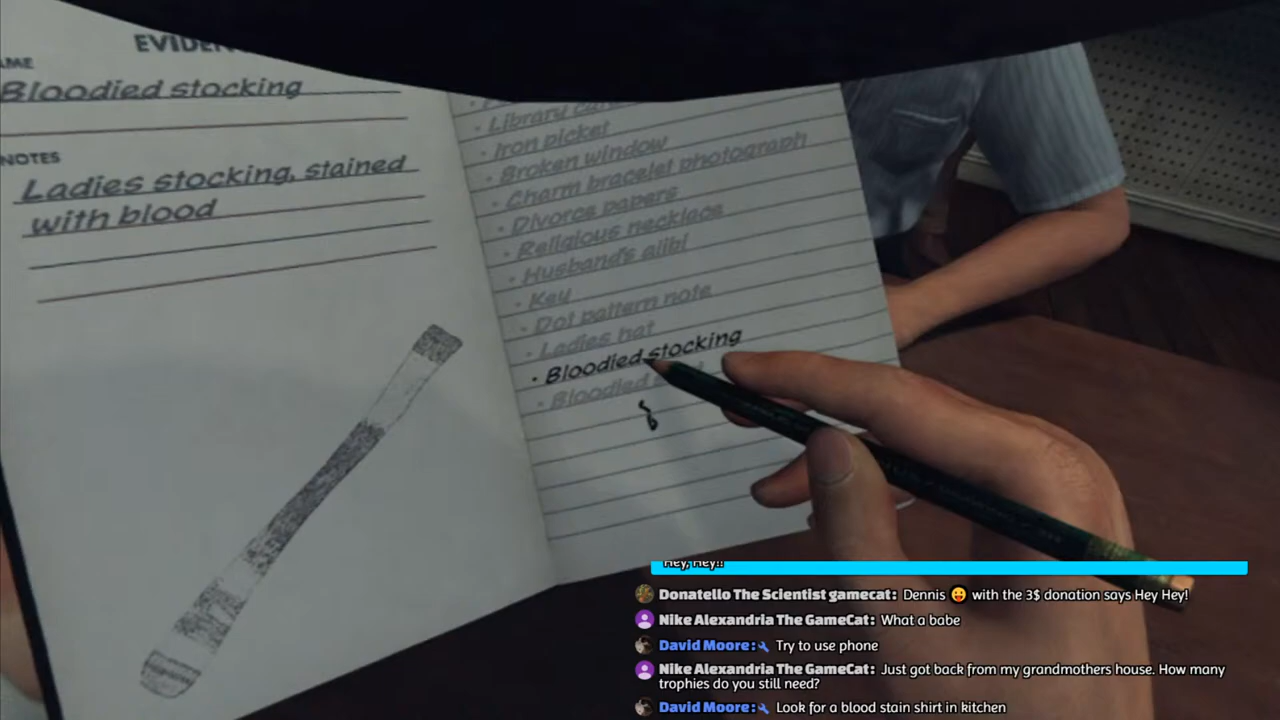 Bloodied stocking
NOTES
Ladies stocking, stained
with blood
• Library
• Iron picket
• Broken window
• Charm bracelet photograph
• Divorce papers
• Religious necklace
• Husband's alibi
• Key
• Dot pattern note
• Ladies hat
• Bloodied stocking
• Bloodied
Hey, Hey!!
Donatello The Scientist gamecat: Dennis 😛 with the 3$ donation says Hey Hey!
Nike Alexandria The GameCat: What a babe
David Moore: Try to use phone
Nike Alexandria The GameCat: Just got back from my grandmothers house. How many
trophies do you still need?
David Moore: Look for a blood stain shirt in kitchen